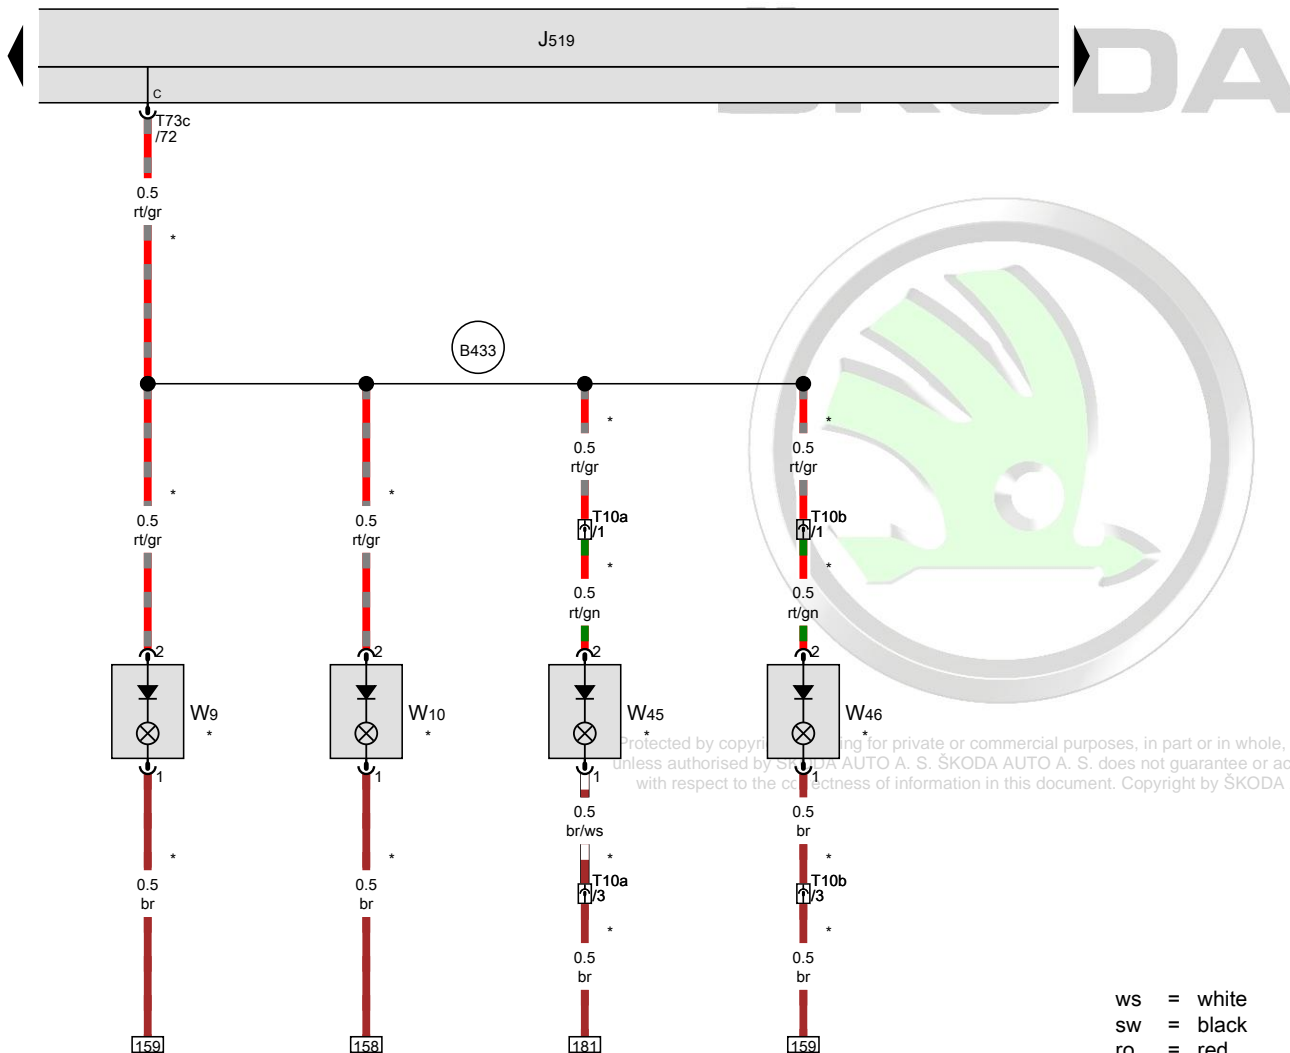 J519
ŠKODA
C
T73c
/72
0.5
rt/gr
*
B433
*
*
0.5
rt/gr
0.5
rt/gr
*
*
0.5
rt/gr
0.5
rt/gr
T10a
/1
T10b
/1
*
*
0.5
rt/gn
0.5
rt/gn
2
2
2
2
W9
*
W10
*
W45
*
W46
*
Protected by copyri ing for private or commercial purposes, in part or in whole,
unless authorised by ŠKODA AUTO A. S. ŠKODA AUTO A. S. does not guarantee or ac
with respect to the correctness of information in this document. Copyright by ŠKODA
1
1
1
1
0.5
br/ws
0.5
br
*
*
*
*
0.5
br
0.5
br
T10a
/3
T10b
/3
*
*
0.5
br
0.5
br
ws = white
sw = black
ro = red
159
158
181
159